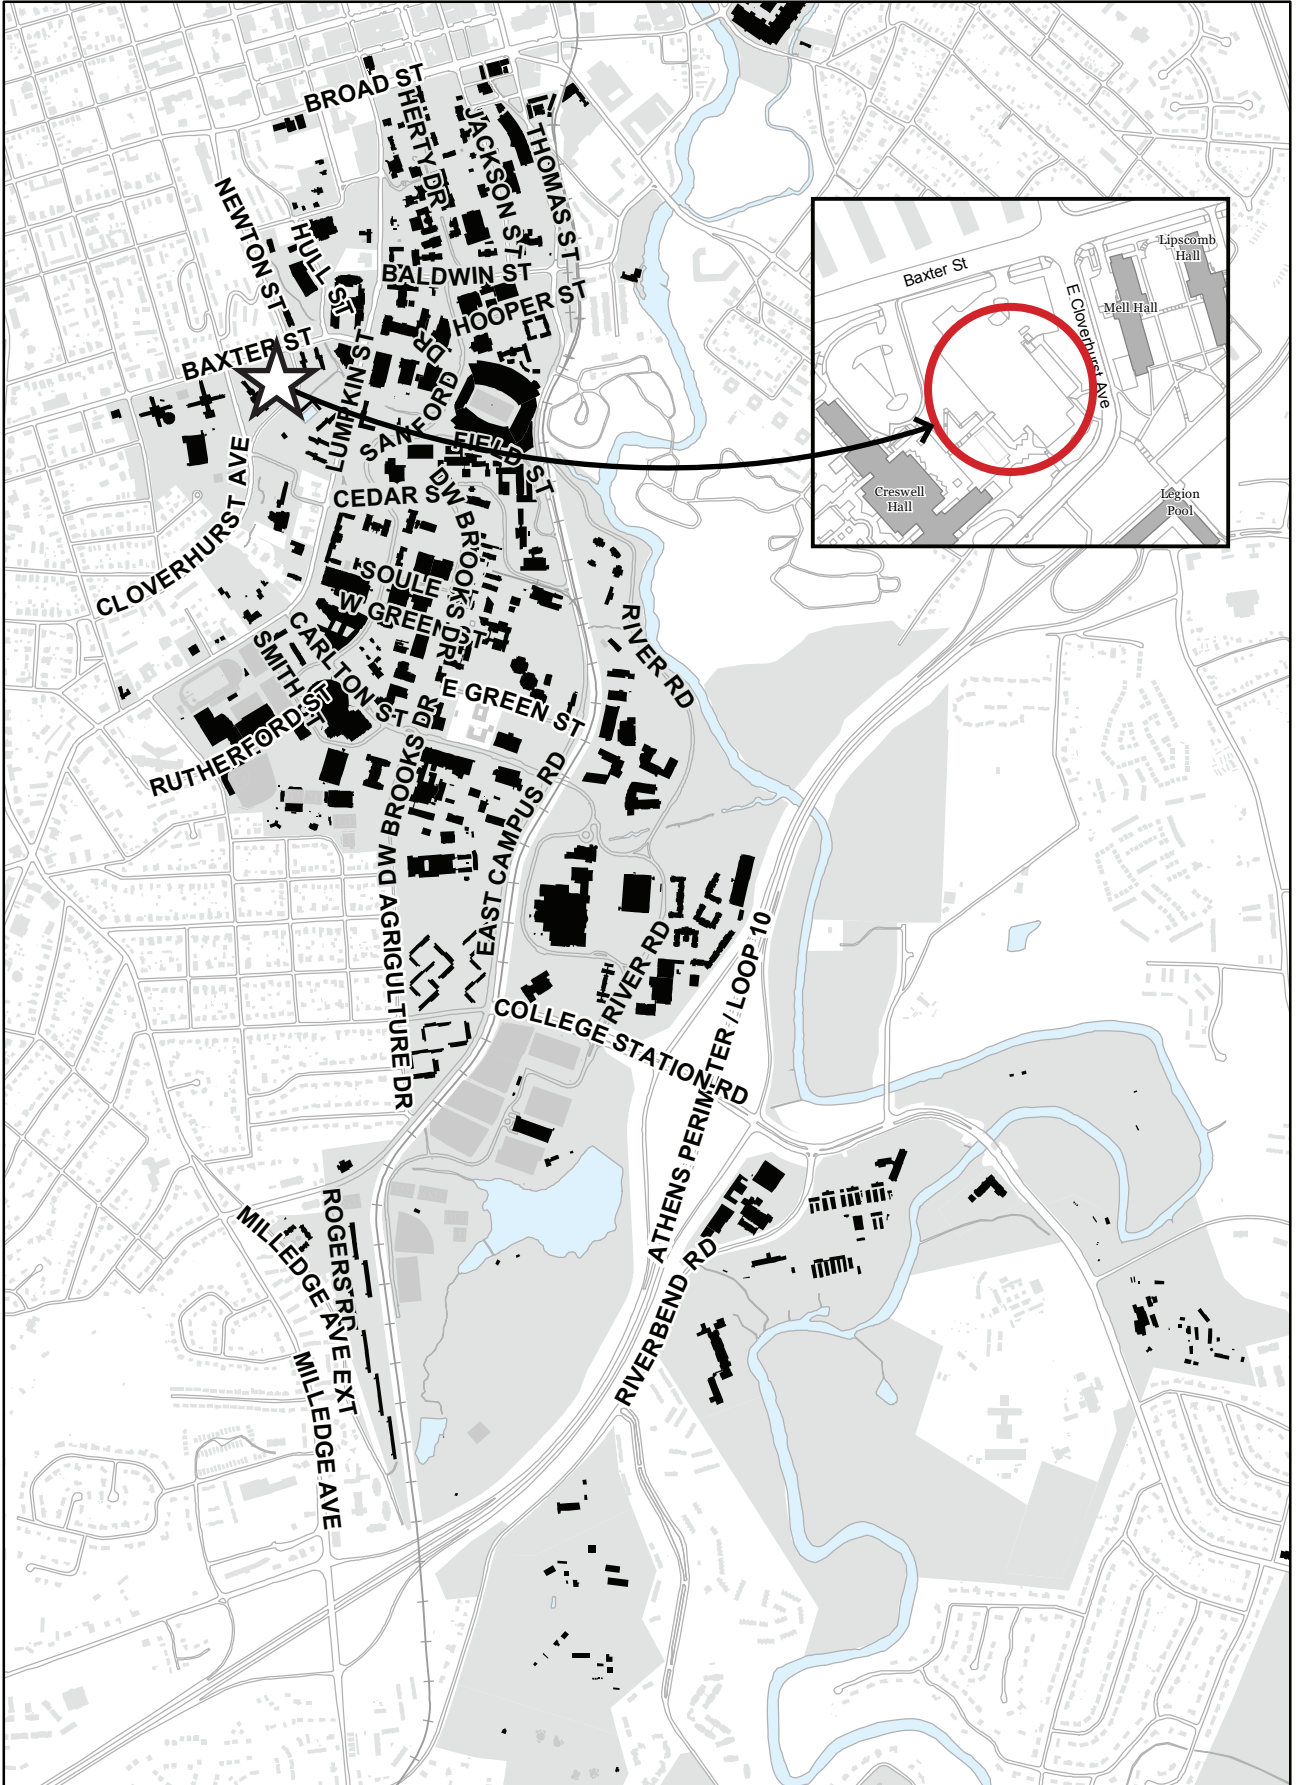 BROAD ST
HERTY DR
JACKSON ST
THOMAS ST
NEWTON ST
HULL ST
BALDWIN ST
HOOPER ST
BAXTER ST
LUMPKIN ST
SANFORD DR.
FIELD ST
CEDAR S
DW BROOKS DR
CLOVERHURST AVE
SOULE
W GREEN ST
CARLTON ST
SMITH ST
RUTHERFORD ST
E GREEN ST
RIVER RD
DW BROOKS DR
EAST CAMPUS RD
AGRIGULTURE DR
RIVER RD
COLLEGE STATION RD
ATHENS PERIMETER / LOOP 10
RIVERBEND RD
ROGERS RD
MILLEDGE AVE EXT
MILLEDGE AVE
Baxter St
E Cloverhurst Ave
Lipscomb
Hall
Mell Hall
Creswell
Hall
Legion
Pool